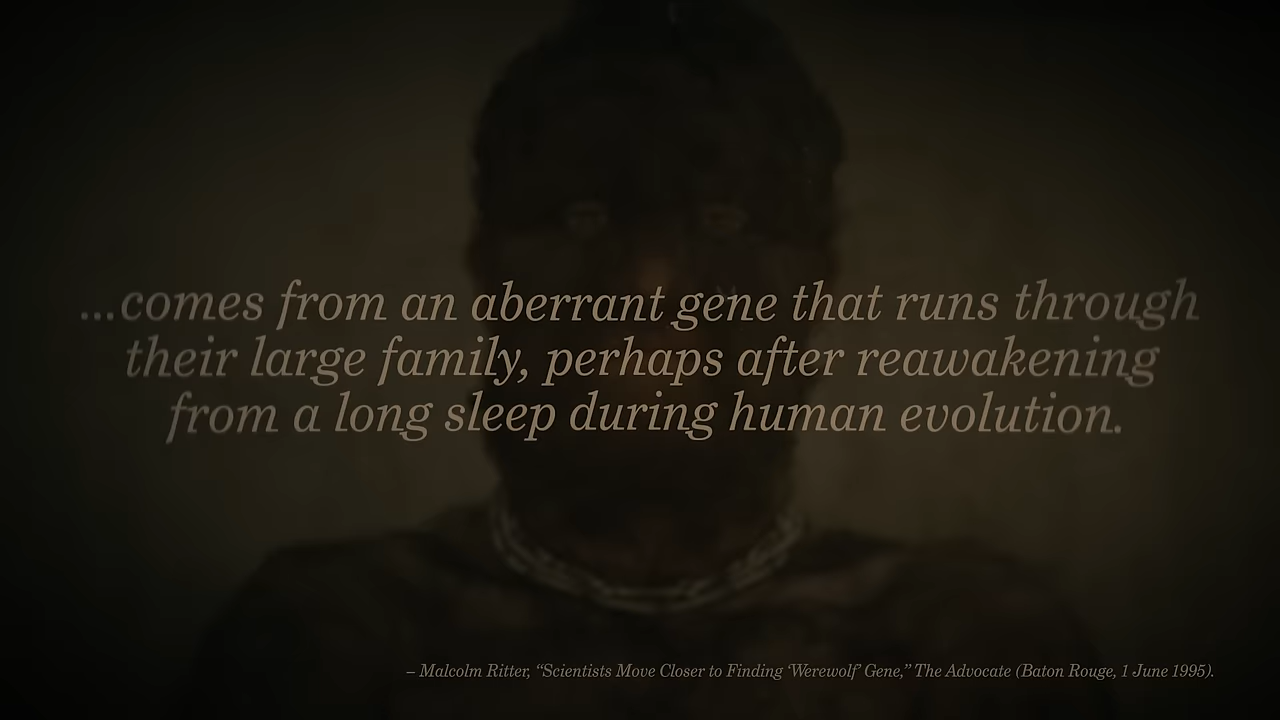 ...comes from an aberrant gene that runs through
their large family, perhaps after reawakening
from a long sleep during human evolution.
– Malcolm Ritter, “Scientists Move Closer to Finding ‘Werewolf’ Gene,” The Advocate (Baton Rouge, 1 June 1995).